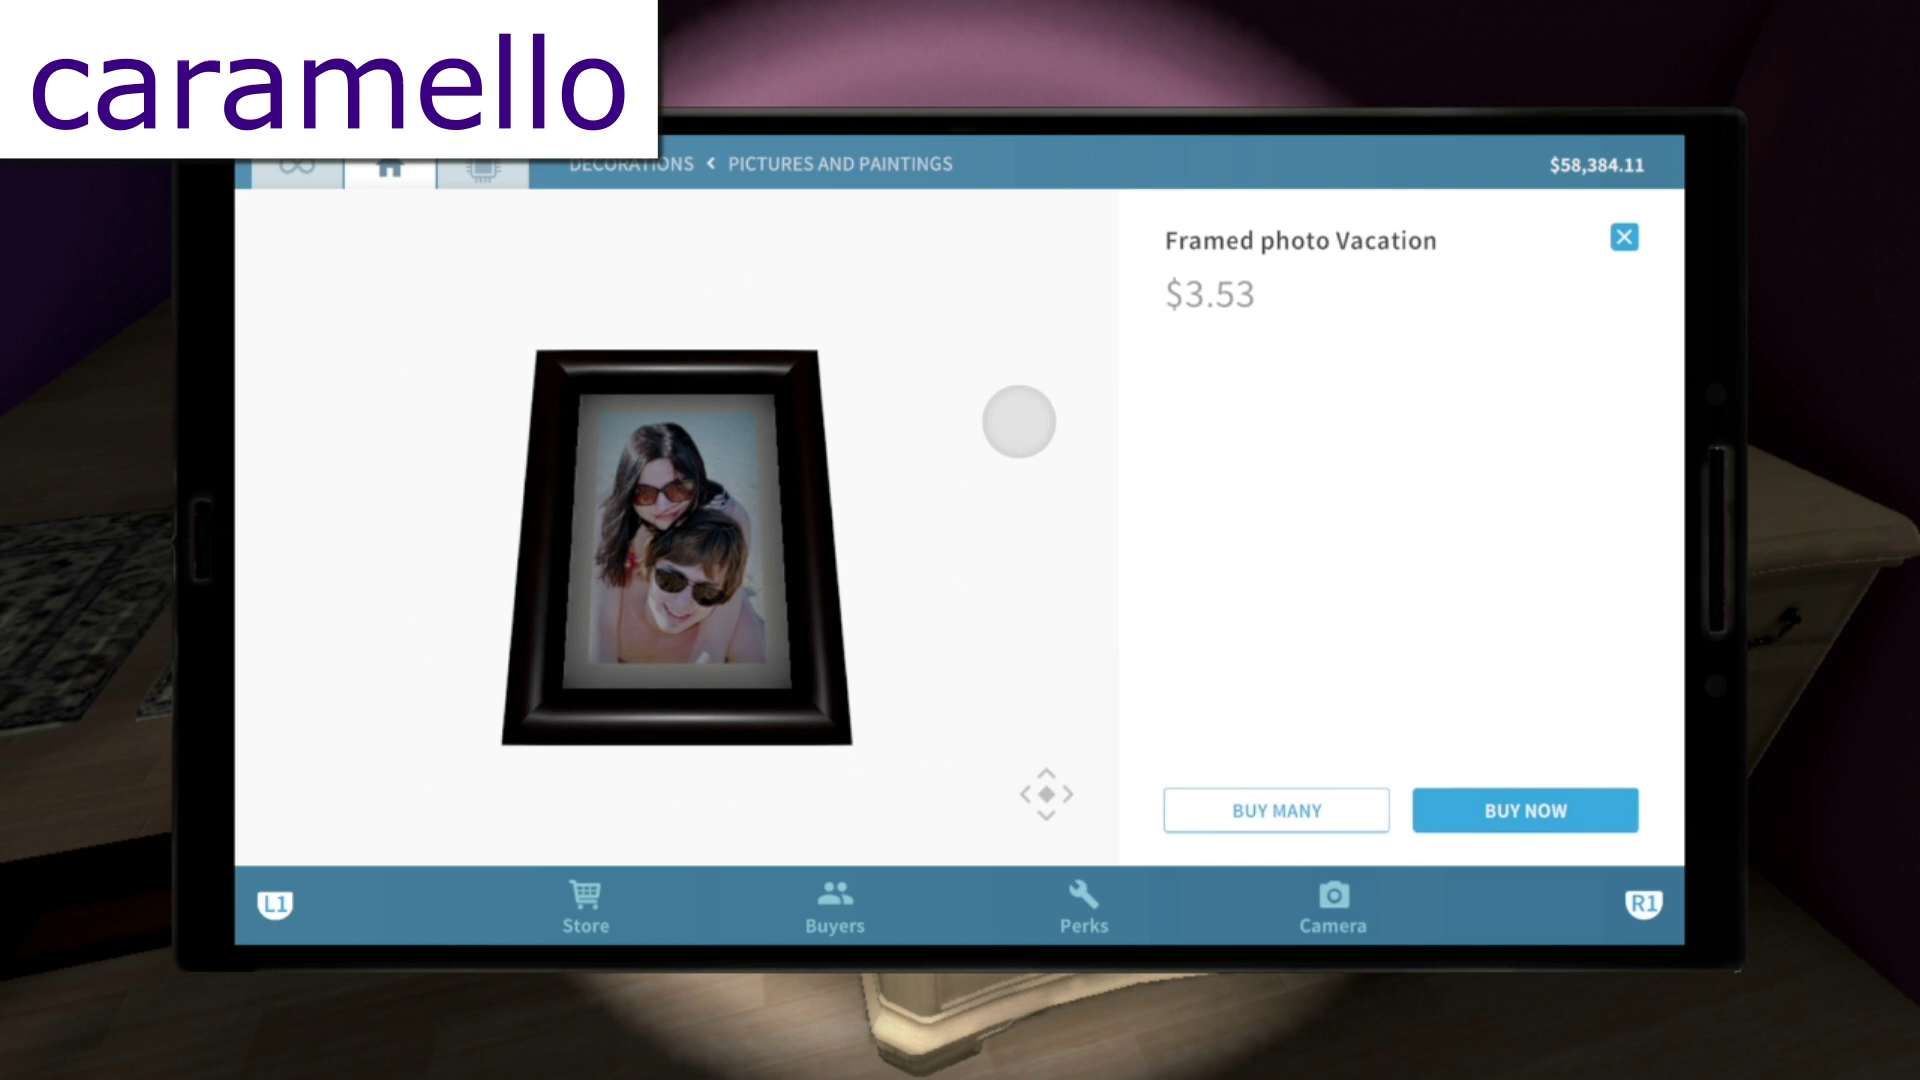 caramello
DECORATIONS < PICTURES AND PAINTINGS
$58,384.11
Framed photo Vacation
$3.53
BUY MANY
BUY NOW
L1
Store
Buyers
Perks
Camera
R1